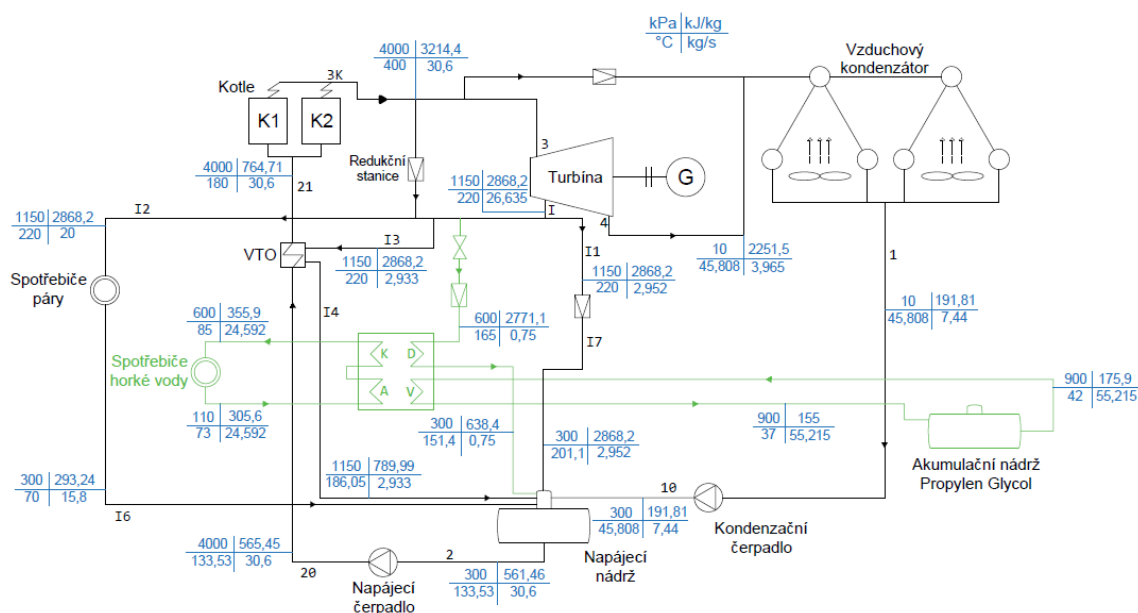 kPa kJ/kg
°C kg/s
4000 3214,4
400 30,6
Vzduchový
kondenzátor
3K
Kotle
K1
K2
3
Redukční
stanice
Turbína
G
4000 764,71
180 30,6
21
1150 2868,2
220 26,635
I
4
1150 2868,2
220 20
I2
I3
I1
VTO
1150 2868,2
220 2,933
1150 2868,2
220 2,952
10 2251,5
45,808 3,965
1
Spotřebiče
páry
I4
10 191,81
45,808 7,44
600 355,9
85 24,592
600 2771,1
165 0,75
I7
K
D
A
V
Spotřebiče
horké vody
900 175,9
42 55,215
110 305,6
73 24,592
300 638,4
151,4 0,75
900 155
37 55,215
300 2868,2
201,1 2,952
Akumulační nádrž
Propylen Glycol
300 293,24
70 15,8
1150 789,99
186,05 2,933
10
I6
300 191,81
45,808 7,44
Kondenzační
čerpadlo
4000 565,45
133,53 30,6
20
2
Napájecí
čerpadlo
300 561,46
133,53 30,6
Napájecí
nádrž